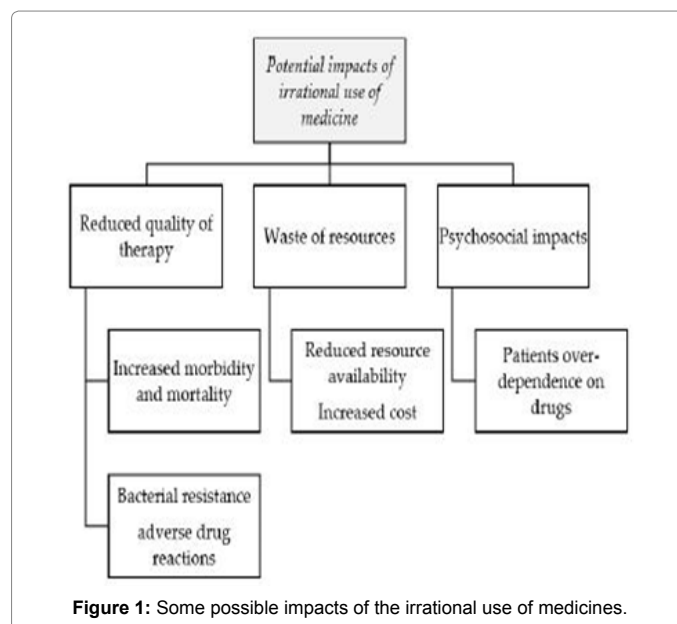 Potential impacts of
irrational use of
medicine
Reduced quality of
therapy
Waste of resources
Psychosocial impacts
Increased morbidity
and mortality
Reduced resource
availability
Increased cost
Patients over-
dependence on
drugs
Bacterial resistance
adverse drug
reactions
Figure 1: Some possible impacts of the irrational use of medicines.